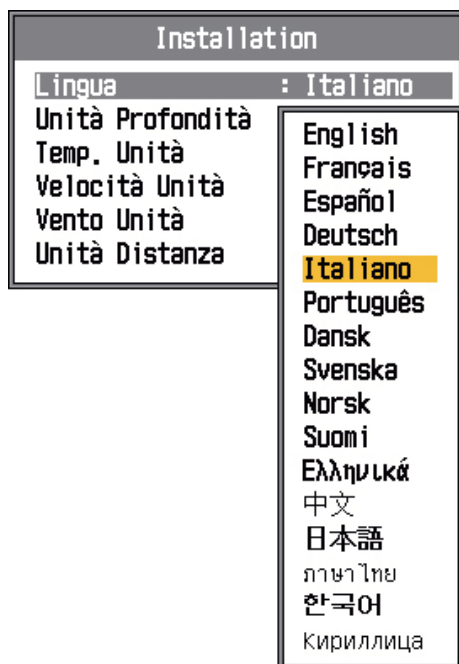 Installation
Lingua : Italiano
Unità Profondità
Temp. Unità
Velocità Unità
Vento Unità
Unità Distanza
English
Français
Español
Deutsch
Italiano
Português
Dansk
Svenska
Norsk
Suomi
Ελληνικά
中文
日本語
ภาษาไทย
한국어
Кириллица